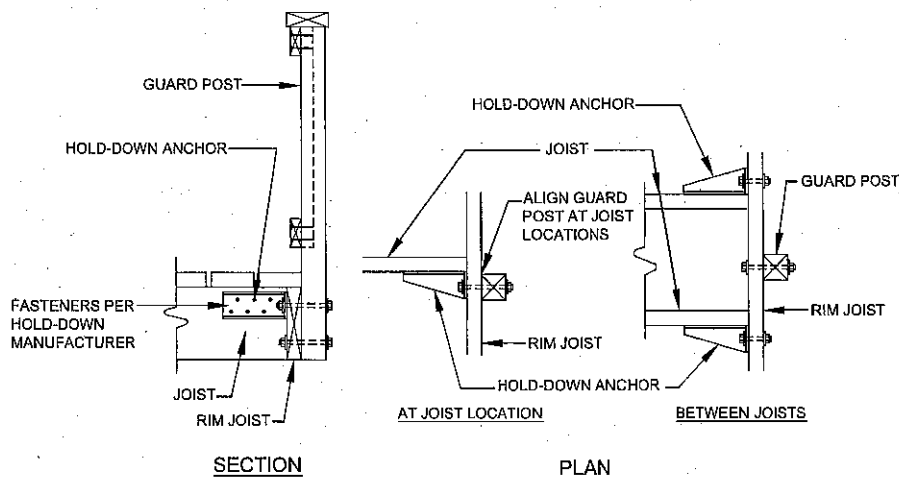 GUARD POST
HOLD-DOWN ANCHOR
FASTENERS PER
HOLD-DOWN
MANUFACTURER
JOIST
RIM JOIST
SECTION
JOIST
ALIGN GUARD
POST AT JOIST
LOCATIONS
RIM JOIST
HOLD-DOWN ANCHOR
AT JOIST LOCATION
HOLD-DOWN ANCHOR
GUARD POST
RIM JOIST
BETWEEN JOISTS
PLAN